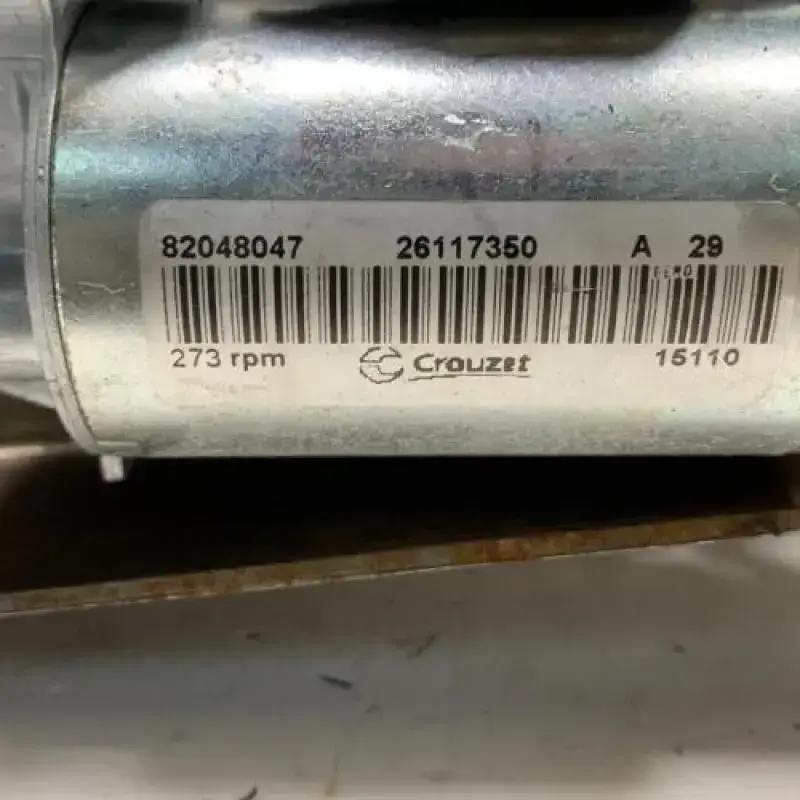 82048047 26117350 A 29
273 rpm Crouzet 15110